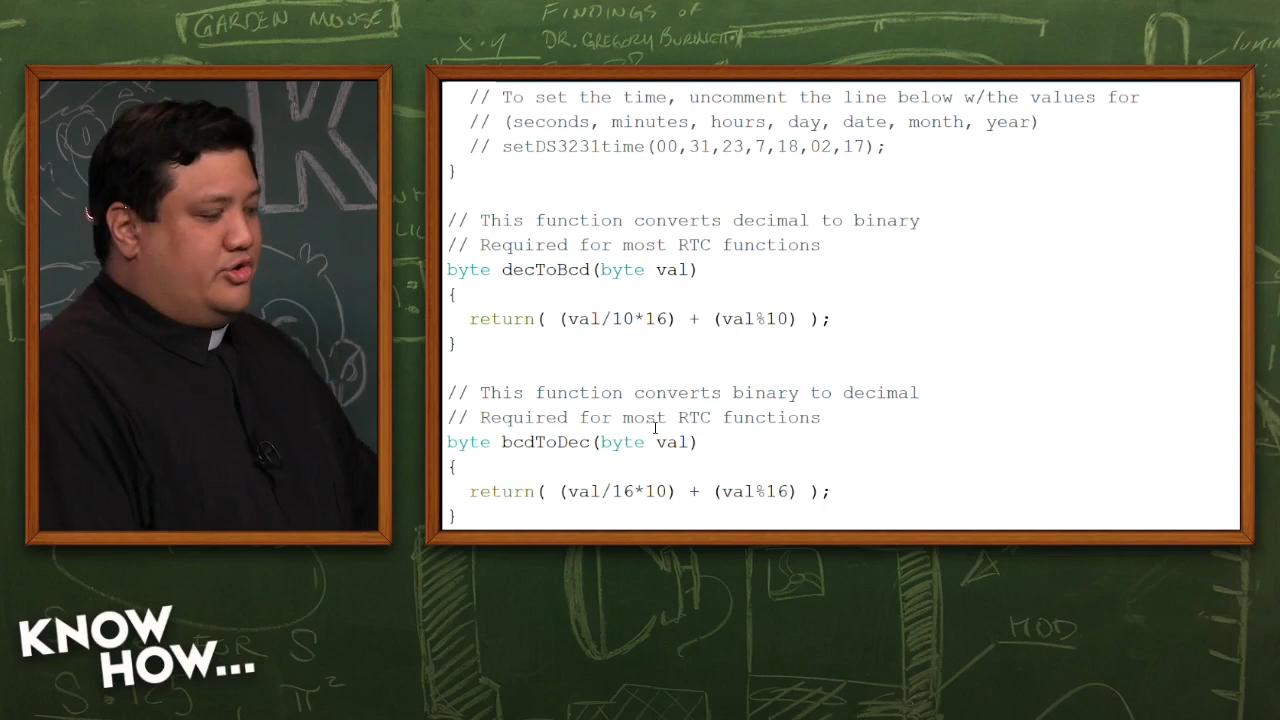 GARDEN MOUSE
FINDINGS OF
DR. GREGORY BURNETT
X·Y
K
// To set the time, uncomment the line below w/the values for
// (seconds, minutes, hours, day, date, month, year)
// setDS3231time(00,31,23,7,18,02,17);
}
// This function converts decimal to binary
// Required for most RTC functions
byte decToBcd(byte val)
{
return( (val/10*16) + (val%10) );
}
// This function converts binary to decimal
// Required for most RTC functions
byte bcdToDec(byte val)
{
return( (val/16*10) + (val%16) );
}
KNOW
HOW...
MOD
S
π²